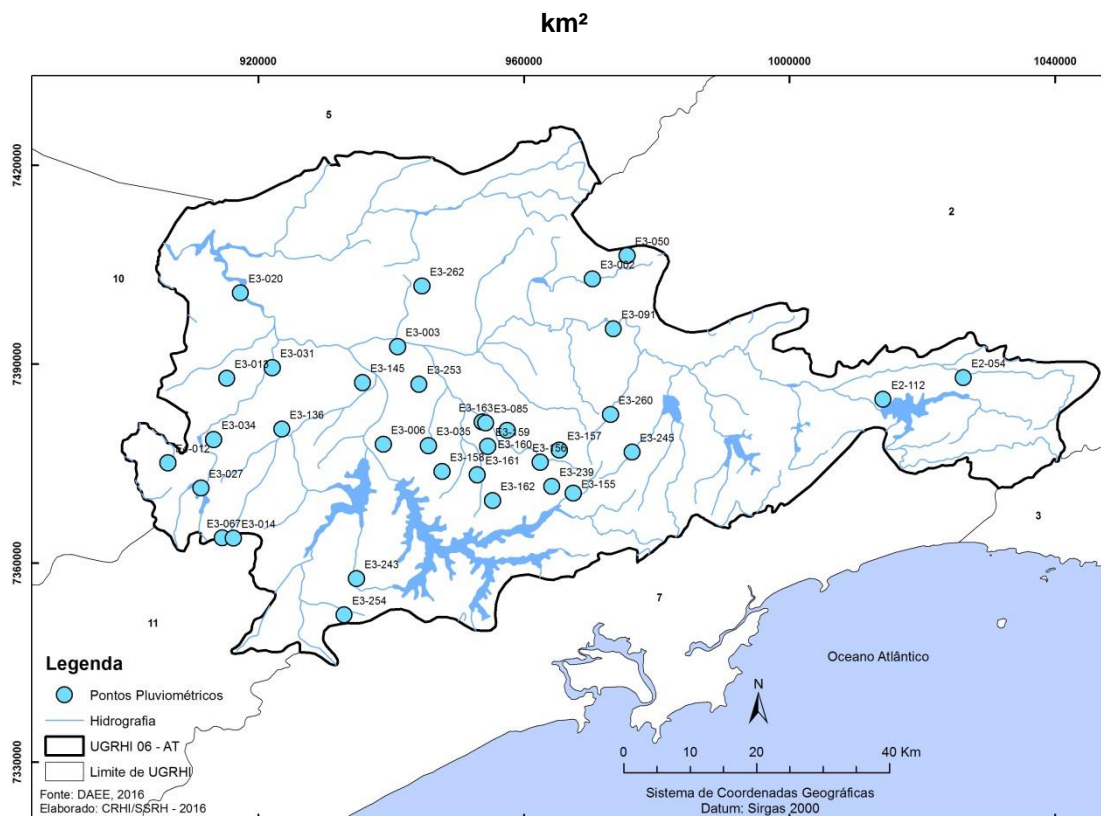 km²
920000 960000 1000000 1040000
5
7420000
2
E3-050
E3-002
10
E3-262
E3-020
E3-091
E3-003
E3-031
7390000
E3-013
E3-145
E3-253
E2-054
E2-112
E3-163 E3-085
E3-260
E3-136
E3-034
E3-006 E3-035
E3-159
E3-160 E3-157
E3-156
E3-245
E3-012
E3-158
E3-161
E3-239
E3-027
E3-162
E3-155
3
E3-067 E3-014
7360000
E3-243
7
E3-254
11
Oceano Atlântico
Legenda
Pontos Pluviométricos
N
Hidrografia
UGRHI 06 - AT
0 10 20 40 Km
7330000
Limite de UGRHI
Fonte: DAEE, 2016
Sistema de Coordenadas Geográficas
Elaborado: CRHI/SSRH - 2016
Datum: Sirgas 2000